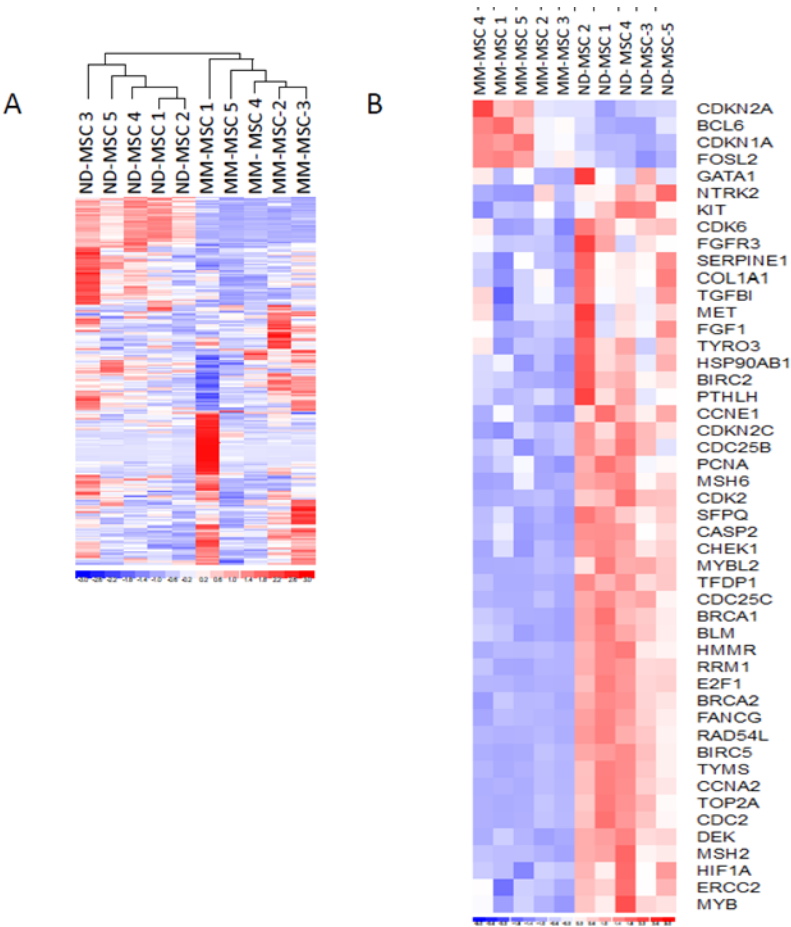 A
B
ND-MSC 3
ND-MSC 5
ND-MSC 4
ND-MSC 1
ND-MSC 2
MM-MSC 1
MM-MSC 5
MM- MSC 4
MM-MSC-2
MM-MSC-3
MM-MSC 4
MM-MSC 1
MM-MSC 5
MM-MSC 2
MM-MSC 3
ND-MSC 2
ND-MSC 1
ND- MSC 4
ND-MSC-3
ND-MSC-5
CDKN2A
BCL6
CDKN1A
FOSL2
GATA1
NTRK2
KIT
CDK6
FGFR3
SERPINE1
COL1A1
TGFBI
MET
FGF1
TYRO3
HSP90AB1
BIRC2
PTHLH
CCNE1
CDKN2C
CDC25B
PCNA
MSH6
CDK2
SFPQ
CASP2
CHEK1
MYBL2
TFDP1
CDC25C
BRCA1
BLM
HMMR
RRM1
E2F1
BRCA2
FANCG
RAD54L
BIRC5
TYMS
CCNA2
TOP2A
CDC2
DEK
MSH2
HIF1A
ERCC2
MYB